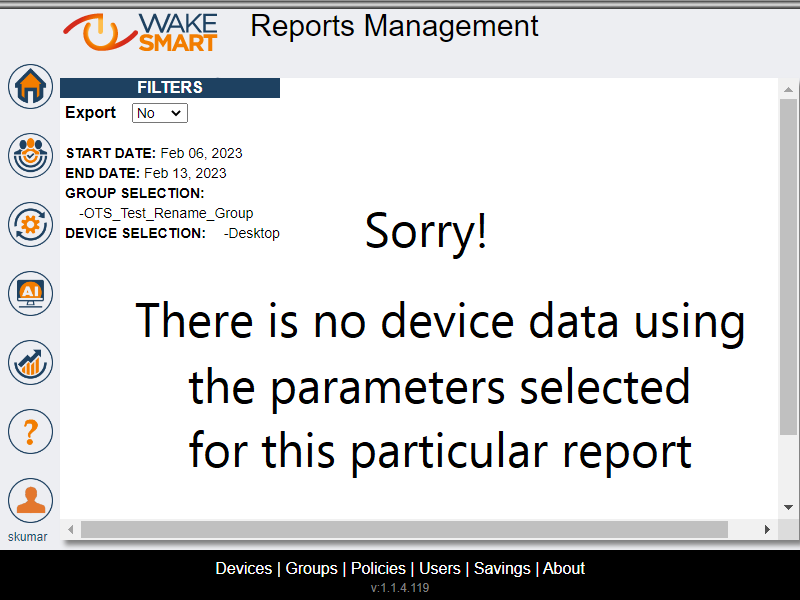 WAKE
SMART
Reports Management
FILTERS
Export No
START DATE: Feb 06, 2023
END DATE: Feb 13, 2023
GROUP SELECTION:
-OTS_Test_Rename_Group
DEVICE SELECTION: -Desktop
Sorry!
There is no device data using
the parameters selected
for this particular report
AI
?
skumar
Devices | Groups | Policies | Users | Savings | About
v:1.1.4.119